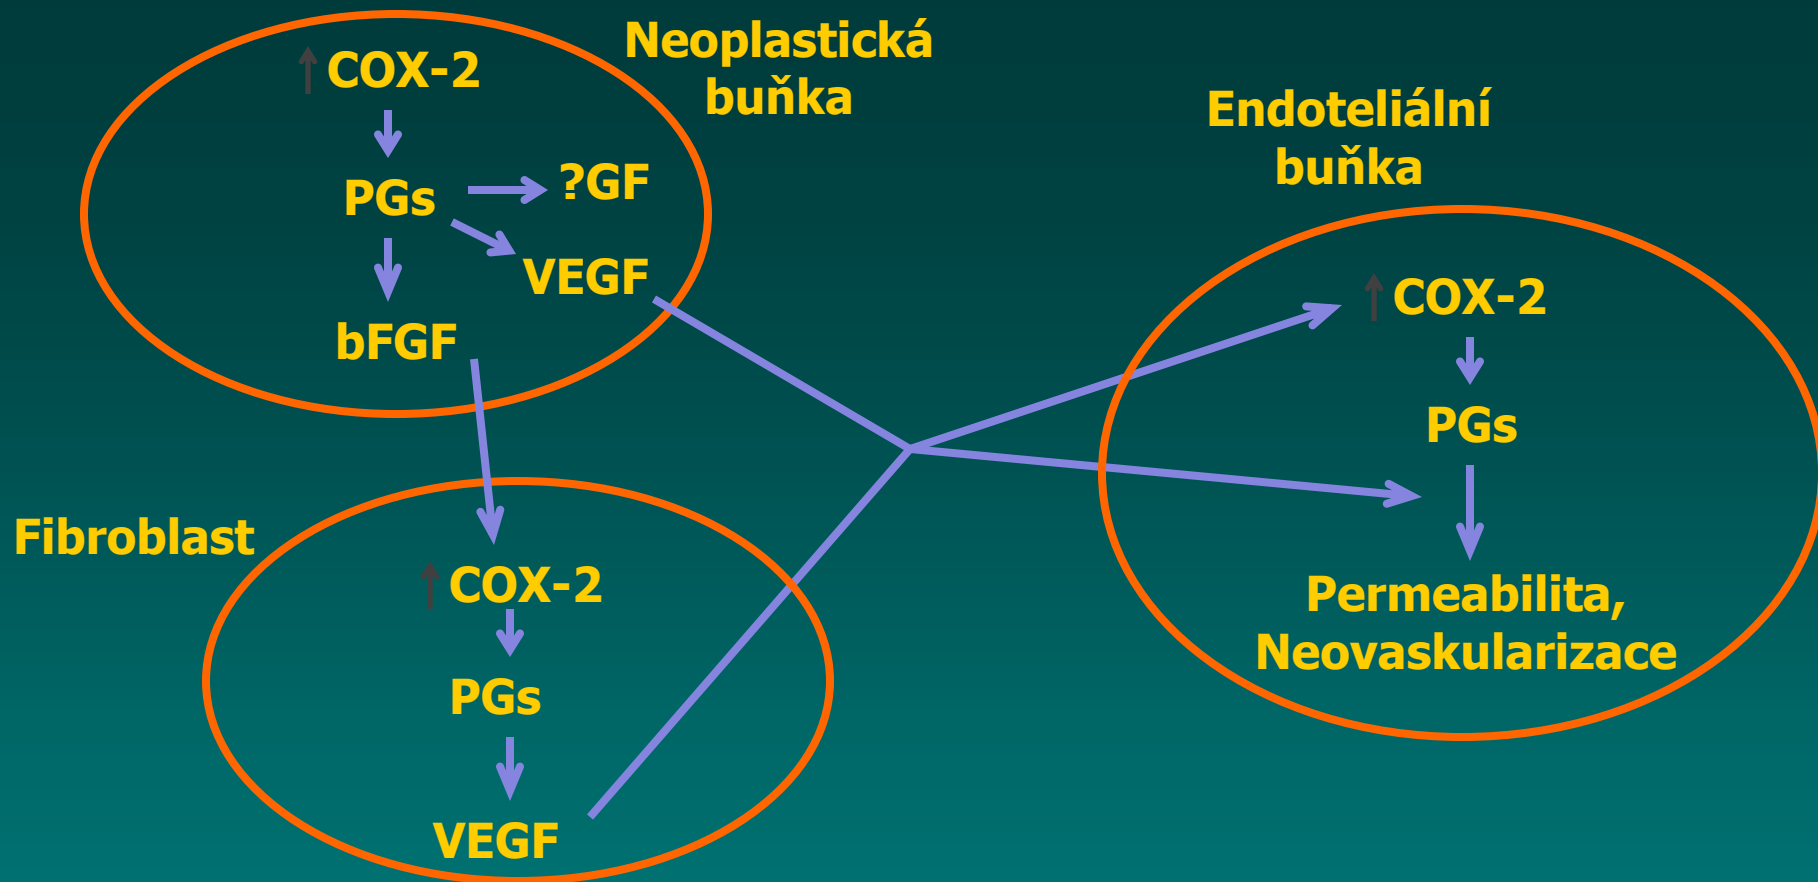 Neoplastická
buňka
COX-2
PGs
?GF
VEGF
bFGF
Fibroblast
COX-2
PGs
VEGF
Endoteliální
buňka
COX-2
PGs
Permeabilita,
Neovaskularizace